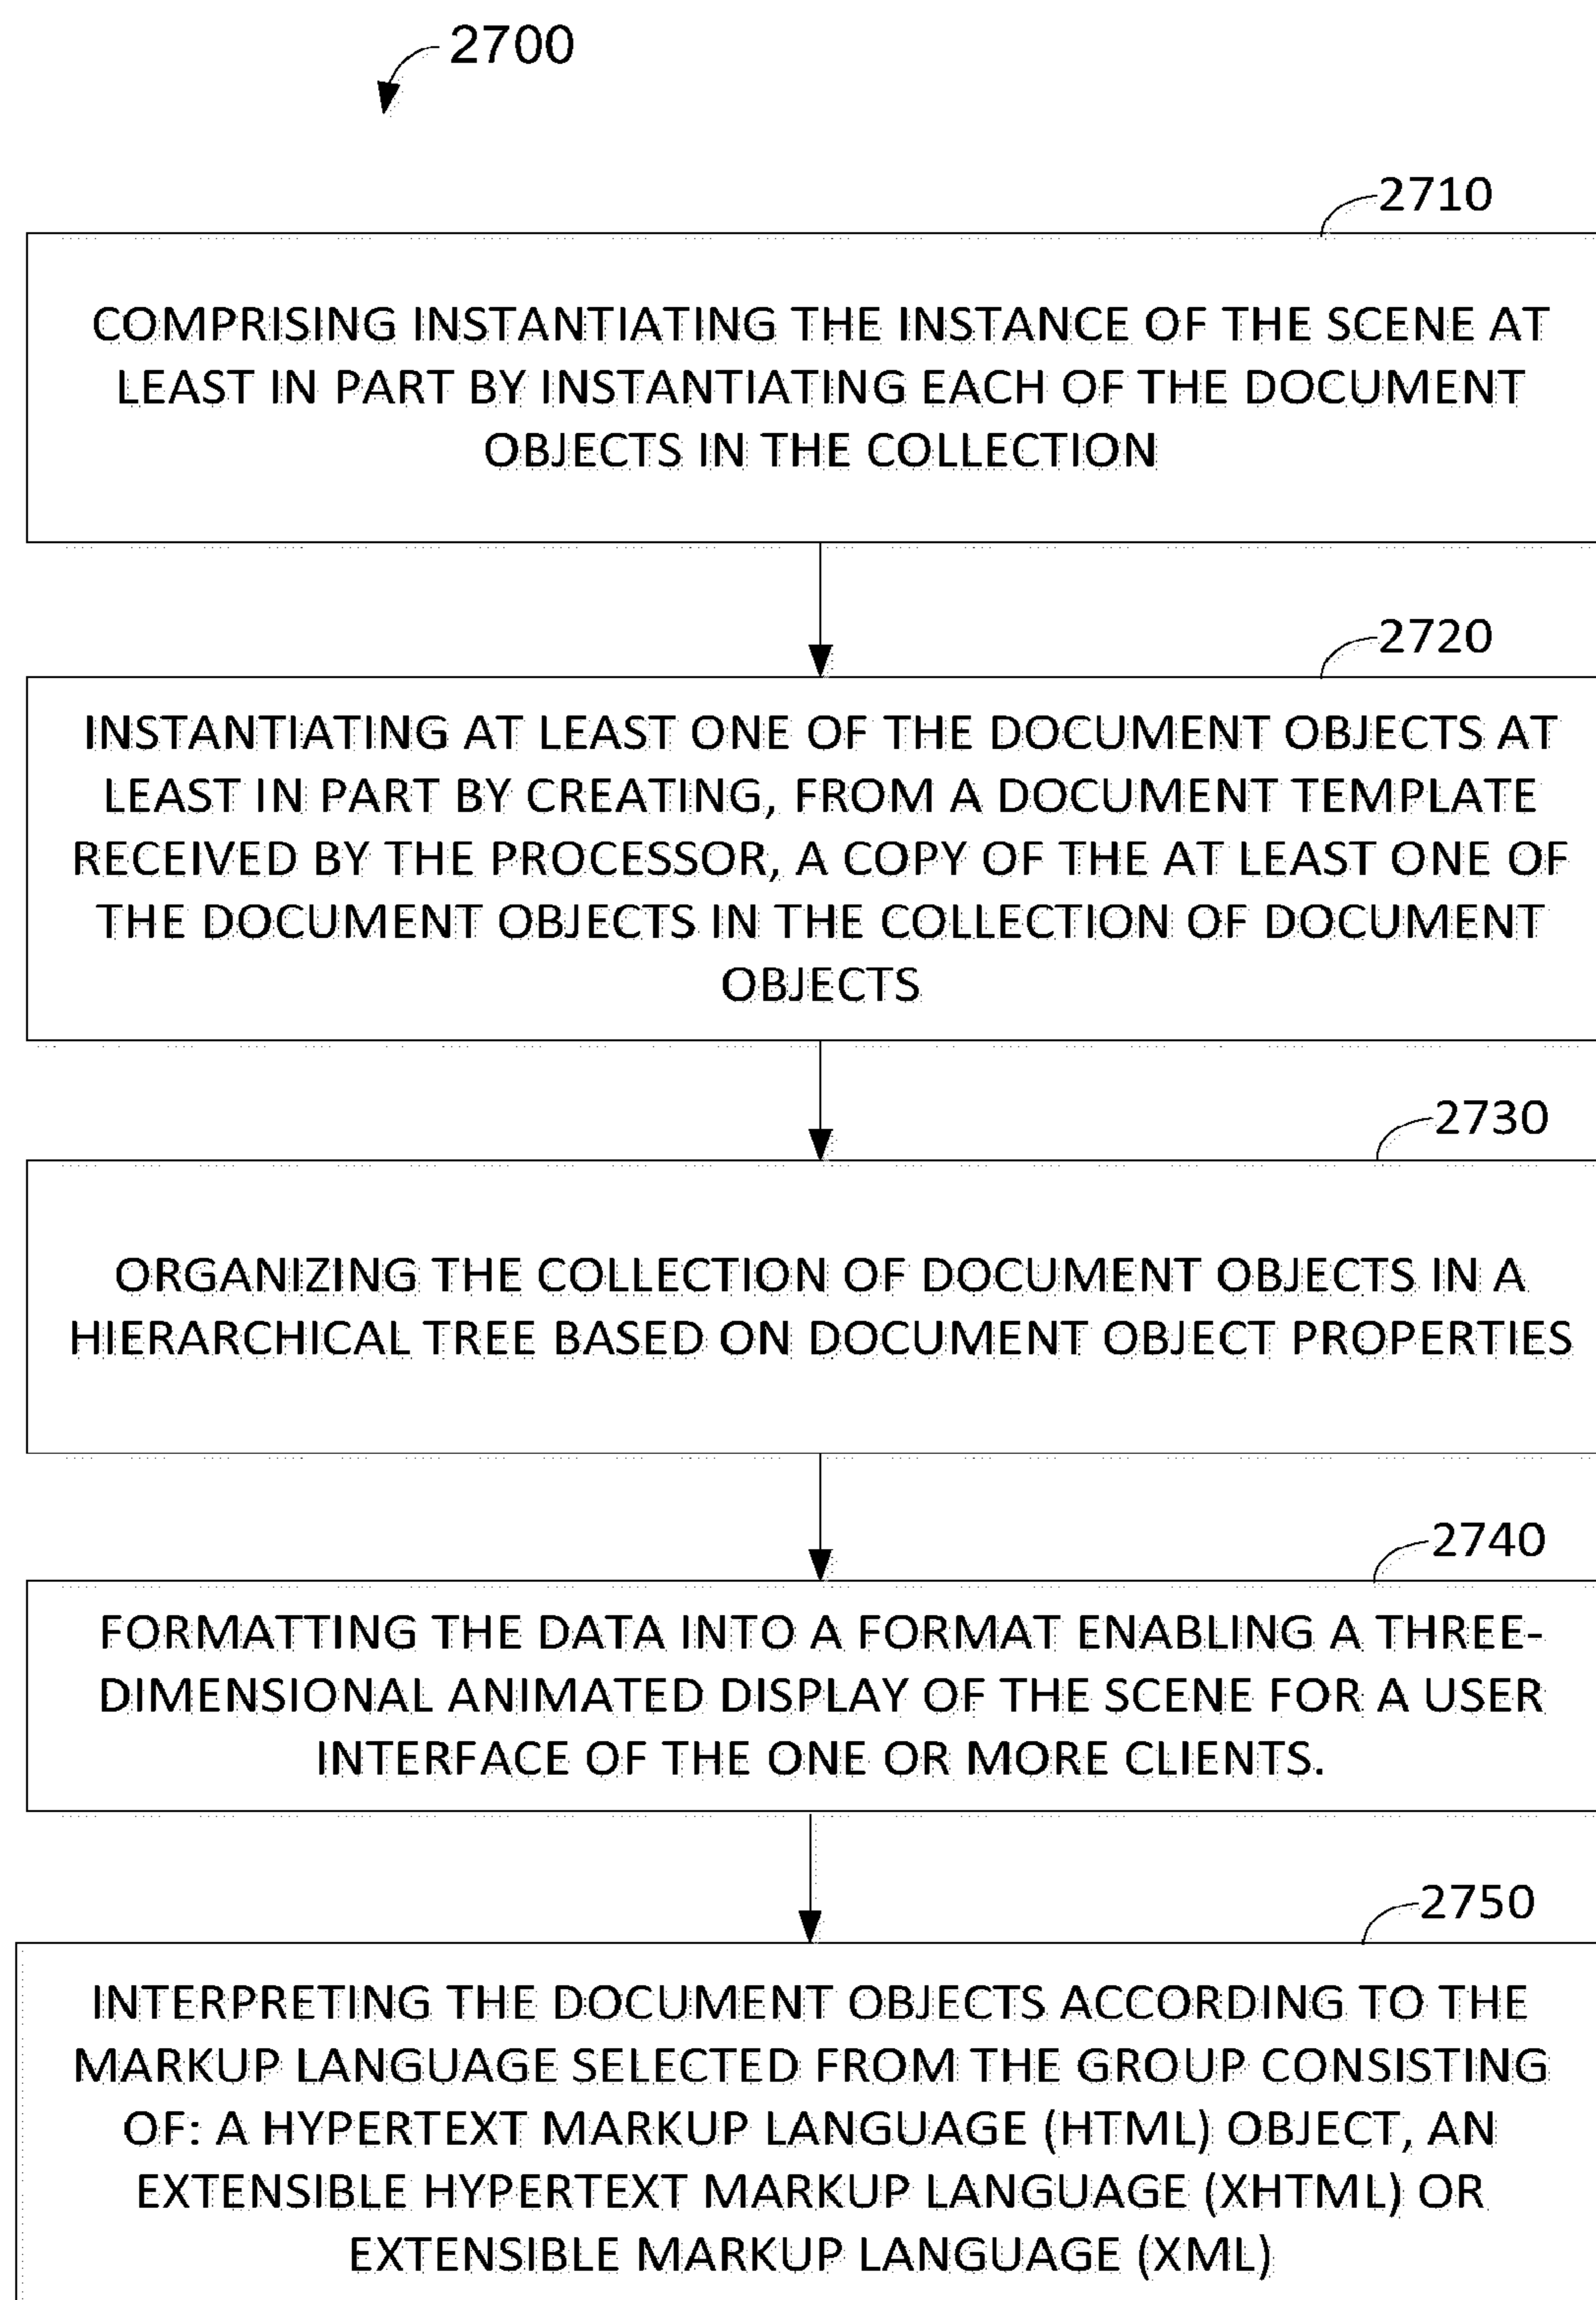 2700
2710
COMPRISING INSTANTIATING THE INSTANCE OF THE SCENE AT
LEAST IN PART BY INSTANTIATING EACH OF THE DOCUMENT
OBJECTS IN THE COLLECTION
2720
INSTANTIATING AT LEAST ONE OF THE DOCUMENT OBJECTS AT
LEAST IN PART BY CREATING, FROM A DOCUMENT TEMPLATE
RECEIVED BY THE PROCESSOR, A COPY OF THE AT LEAST ONE OF
THE DOCUMENT OBJECTS IN THE COLLECTION OF DOCUMENT
OBJECTS
2730
ORGANIZING THE COLLECTION OF DOCUMENT OBJECTS IN A
HIERARCHICAL TREE BASED ON DOCUMENT OBJECT PROPERTIES
2740
FORMATTING THE DATA INTO A FORMAT ENABLING A THREE-
DIMENSIONAL ANIMATED DISPLAY OF THE SCENE FOR A USER
INTERFACE OF THE ONE OR MORE CLIENTS.
2750
INTERPRETING THE DOCUMENT OBJECTS ACCORDING TO THE
MARKUP LANGUAGE SELECTED FROM THE GROUP CONSISTING
OF: A HYPERTEXT MARKUP LANGUAGE (HTML) OBJECT, AN
EXTENSIBLE HYPERTEXT MARKUP LANGUAGE (XHTML) OR
EXTENSIBLE MARKUP LANGUAGE (XML)